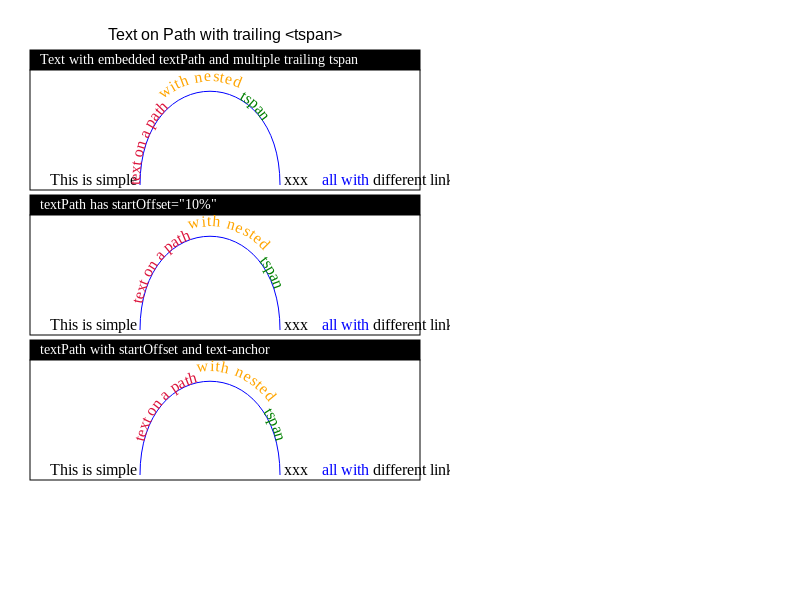 Text on Path with trailing <tspan>
Text with embedded textPath and multiple trailing tspan
This is simple text on a path with nested tspan xxx all with different link
textPath has startOffset="10%"
This is simple text on a path with nested tspan xxx all with different link
textPath with startOffset and text-anchor
This is simple text on a path with nested tspan xxx all with different link